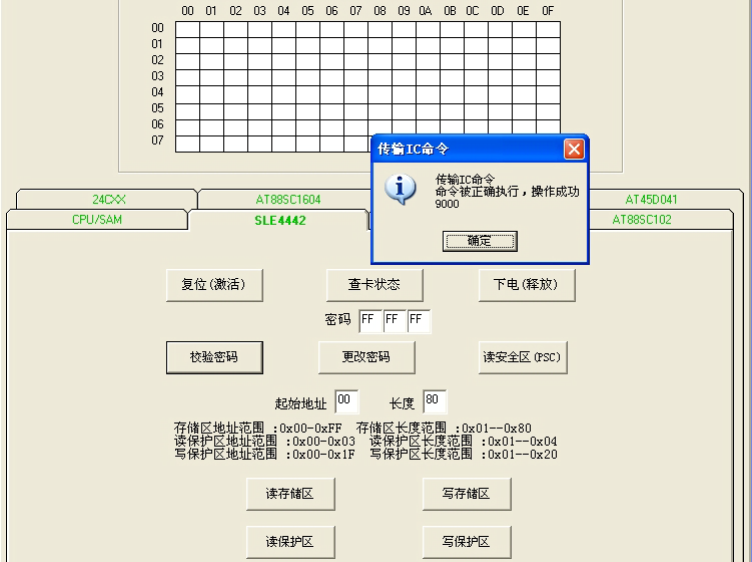 00 01 02 03 04 05 06 07 08 09 0A 0B 0C 0D 0E 0F
00
01
02
03
04
05
06
07
传输IC命令
传输IC命令
命令被正确执行，操作成功
9000
确定
24CXX AT88SC1604 AT45D041
CPU/SAM SLE4442 AT88SC102
复位(激活) 查卡状态 下电(释放)
密码 FF FF FF
校验密码 更改密码 读安全区(PSC)
起始地址 00 长度 80
存储区地址范围 :0x00-0xFF 存储区长度范围 :0x01--0x80
读保护区地址范围 :0x00-0x03 读保护区长度范围 :0x01--0x04
写保护区地址范围 :0x00-0x1F 写保护区长度范围 :0x01--0x20
读存储区 写存储区
读保护区 写保护区